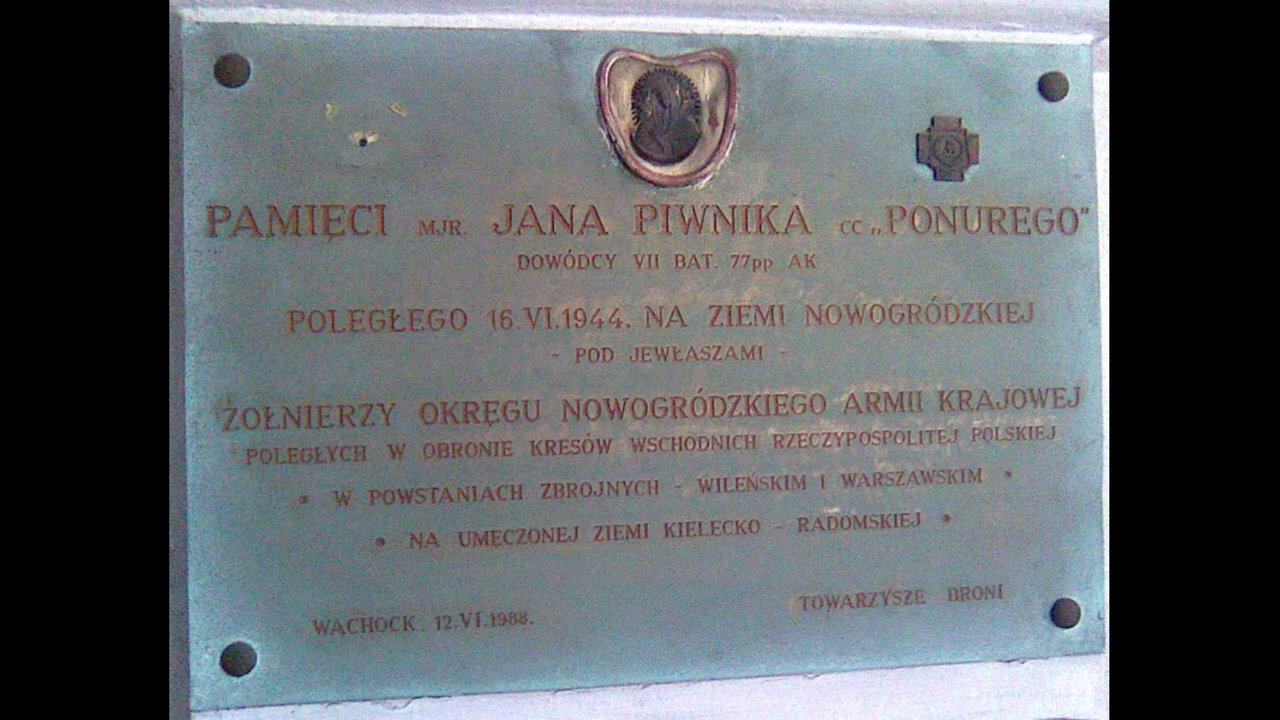 PAMIĘCI MJR. JANA PIWNIKA CC „PONUREGO"
DOWÓDCY VII BAT. 77pp AK
POLEGŁEGO 16.VI.1944. NA ZIEMI NOWOGRÓDZKIEJ
- POD JEWŁASZAMI -
ŻOŁNIERZY OKRĘGU NOWOGRÓDZKIEGO ARMII KRAJOWEJ
POLEGŁYCH W OBRONIE KRESÓW WSCHODNICH RZECZYPOSPOLITEJ POLSKIEJ
• W POWSTANIACH ZBROJNYCH - WILEŃSKIM I WARSZAWSKIM •
• NA UMĘCZONEJ ZIEMI KIELECKO - RADOMSKIEJ •
TOWARZYSZE BRONI
WĄCHOCK. 12.VI.1988.